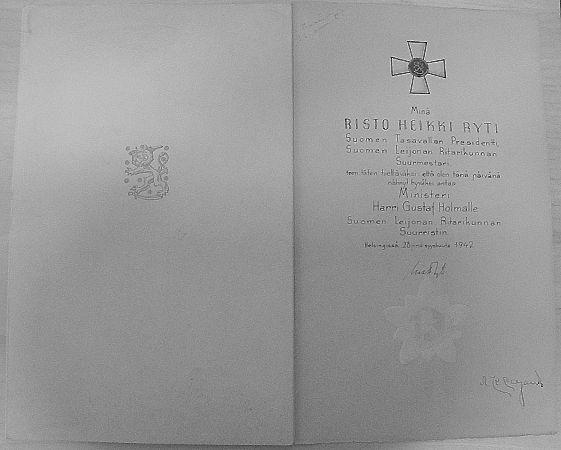 Minä
RISTO HEIKKI RYTI
Suomen Tasavallan Presidentti,
Suomen Leijonan Ritarikunnan
Suurmestari,
teen täten tiettäväksi että olen tänä päivänä
nähnyt hyväksi antaa
Ministeri
Harri Gustaf Holmalle
Suomen Leijonan Ritarikunnan
Suurristin.
Helsingissä, 28 syyskuuta 1942